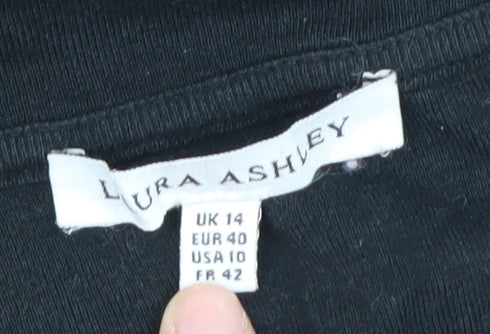 LAURA ASHLEY
UK 14
EUR 40
USA 10
FR 42